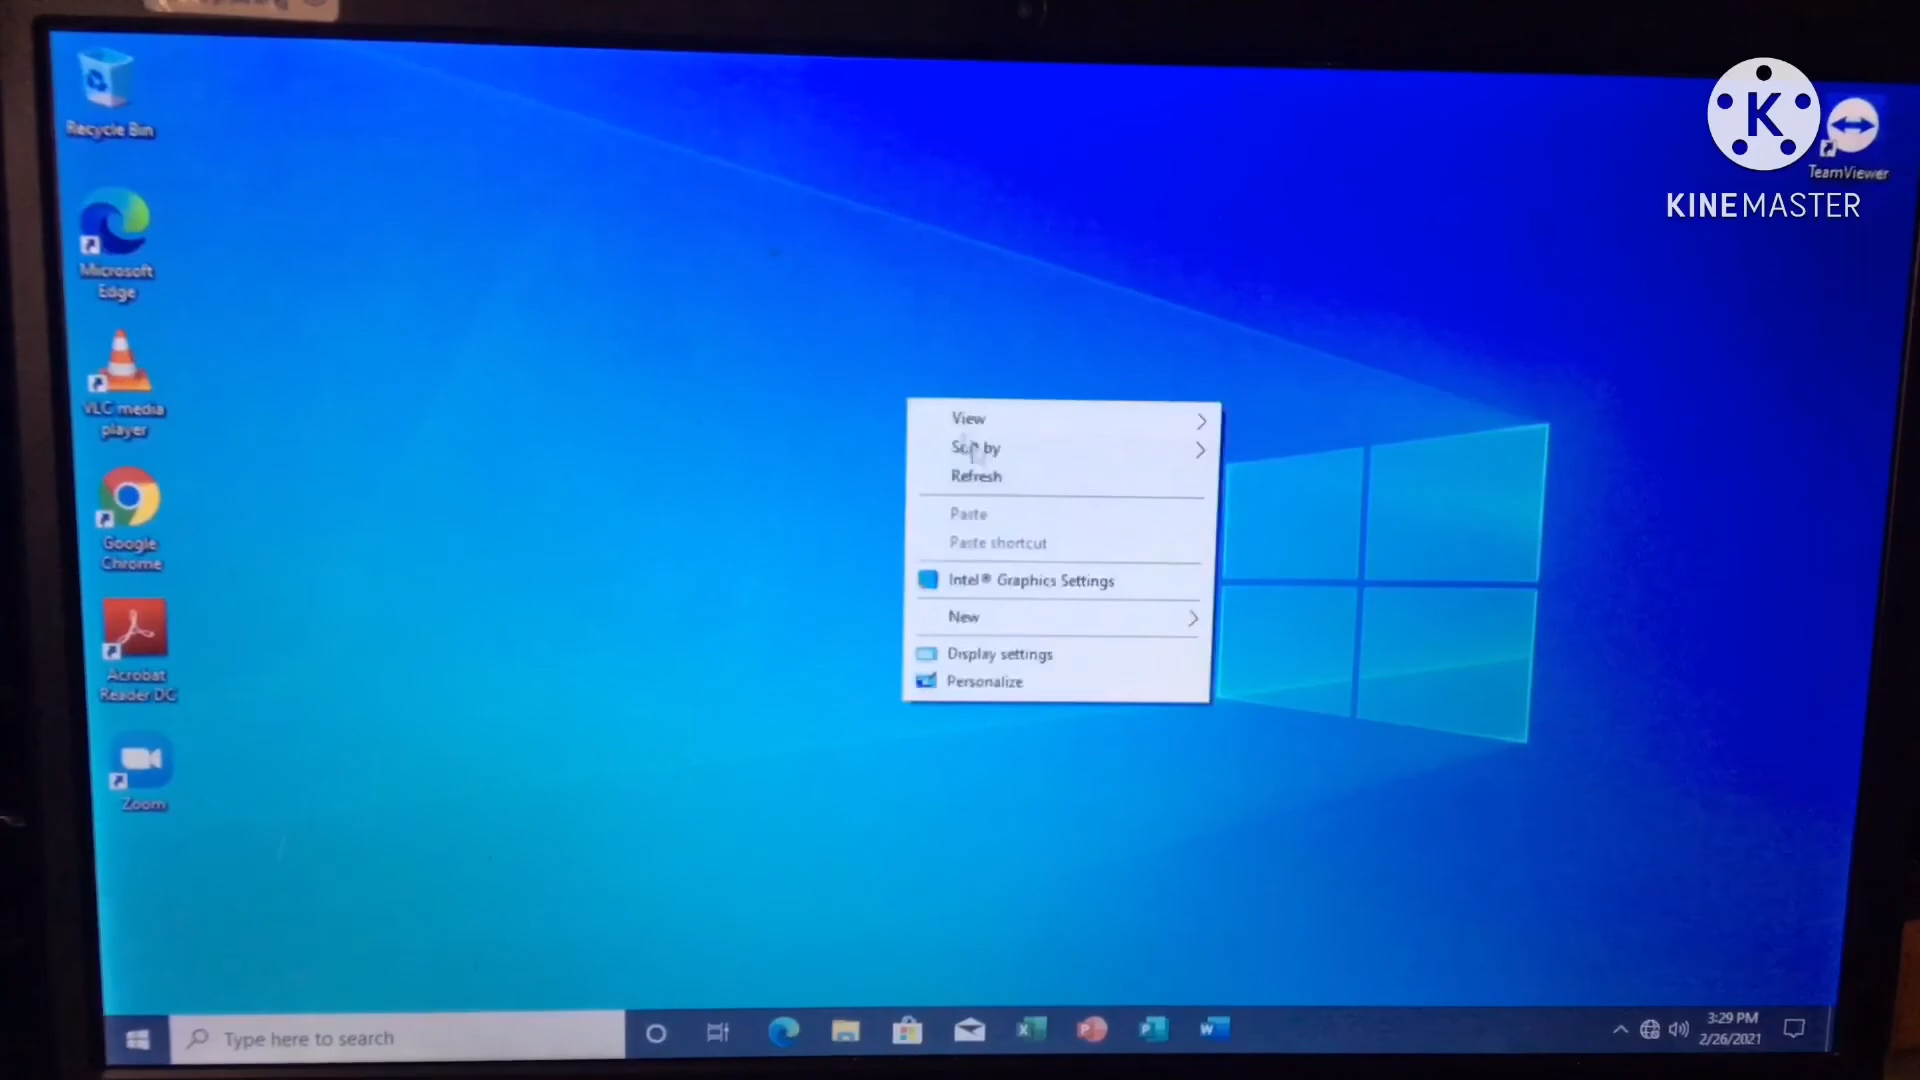 Recycle Bin
Microsoft
Edge
VLC media
player
Google
Chrome
Acrobat
Reader DC
Zoom
K
KINEMASTER
TeamViewer
View
Sort by
Refresh
Paste
Paste shortcut
Intel® Graphics Settings
New
Display settings
Personalize
Type here to search
3:29 PM
2/26/2021